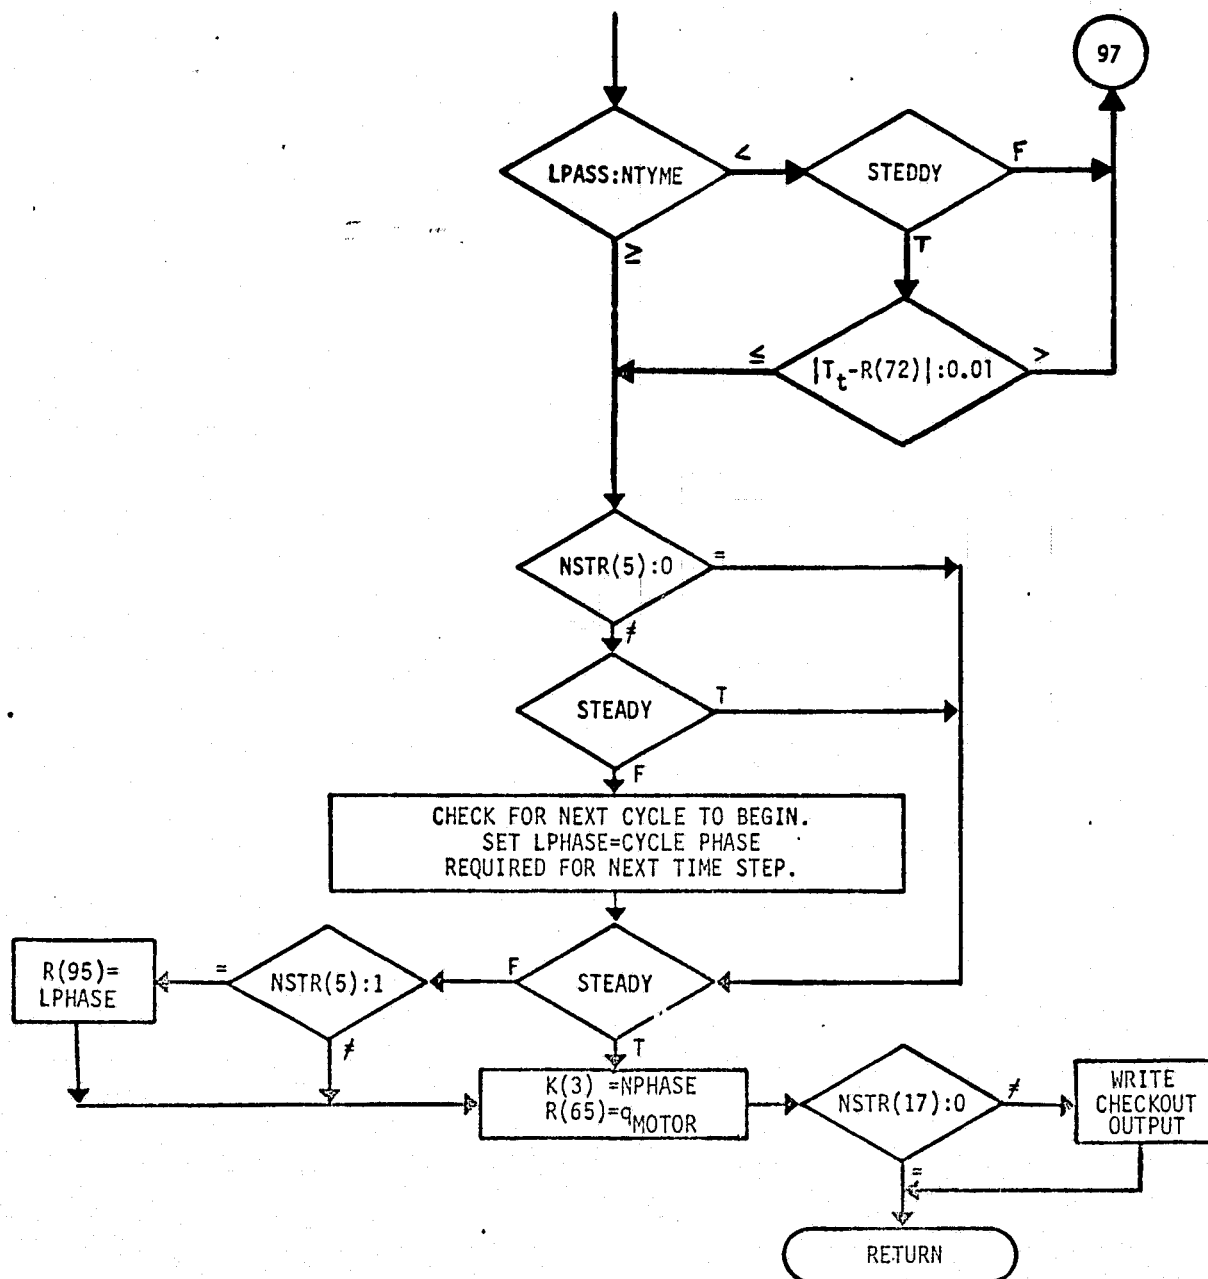 97
LPASS:NTYME
<
STEDDY
F
≥
T
≤
|Tt-R(72)|:0.01
>
NSTR(5):0
=
≠
STEADY
T
F
CHECK FOR NEXT CYCLE TO BEGIN.
SET LPHASE=CYCLE PHASE
REQUIRED FOR NEXT TIME STEP.
R(95)=
LPHASE
=
NSTR(5):1
F
STEADY
≠
T
K(3) =NPHASE
R(65)=qMOTOR
NSTR(17):0
≠
WRITE
CHECKOUT
OUTPUT
=
RETURN